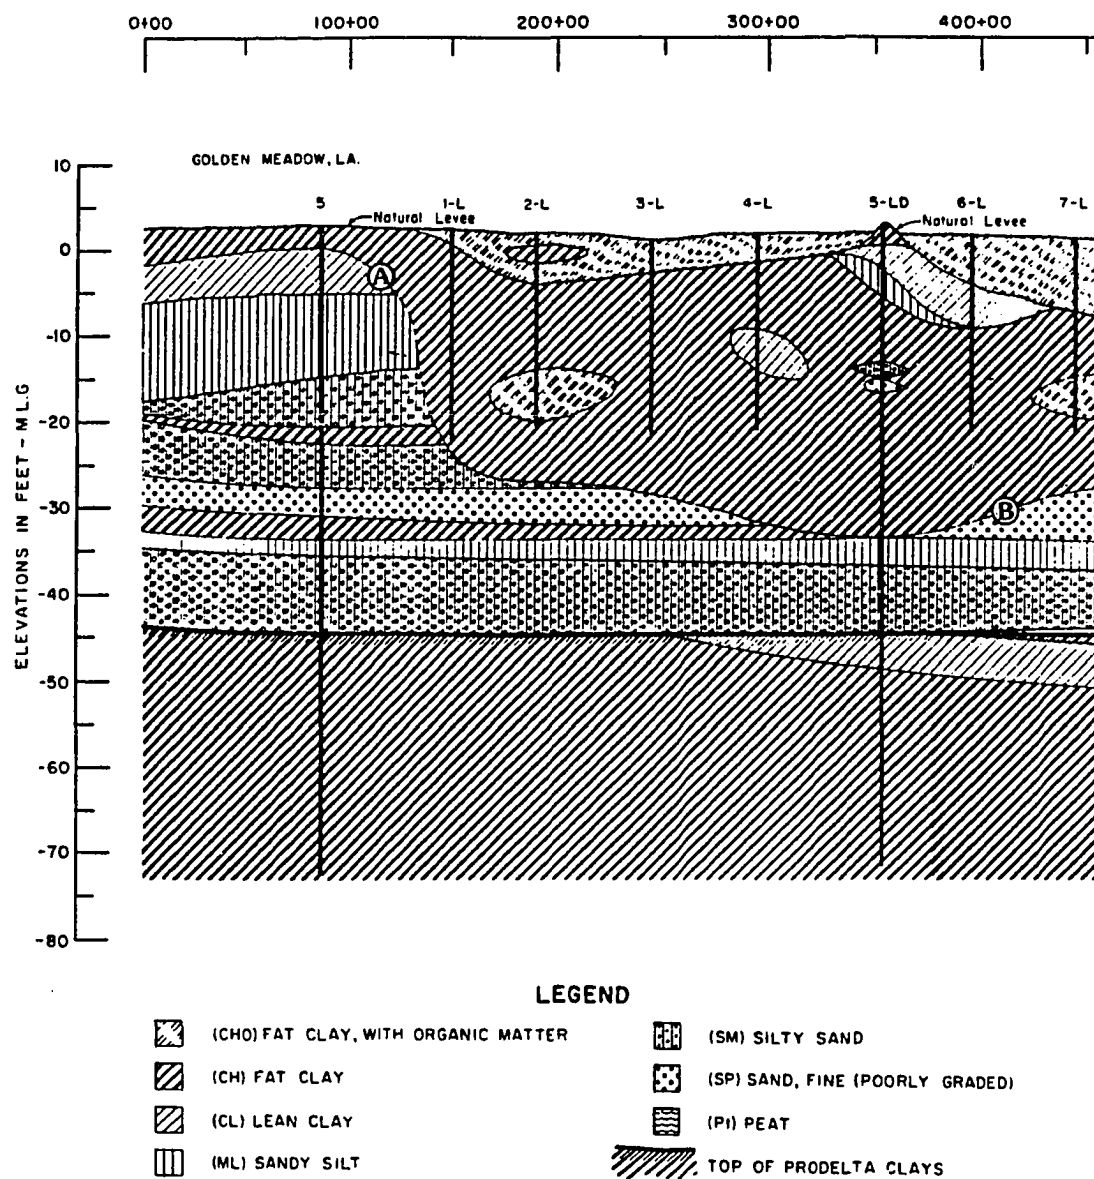 0+00 100+00 200+00 300+00 400+00
GOLDEN MEADOW, LA.
5 1-L 2-L 3-L 4-L 5-LD 6-L 7-L
Natural Levee
Natural Levee
10
0
-10
-20
-30
-40
-50
-60
-70
-80
ELEVATIONS IN FEET - M.L.G
A
B
LEGEND
(CHO) FAT CLAY, WITH ORGANIC MATTER
(CH) FAT CLAY
(CL) LEAN CLAY
(ML) SANDY SILT
(SM) SILTY SAND
(SP) SAND, FINE (POORLY GRADED)
(Pt) PEAT
TOP OF PRODELTA CLAYS